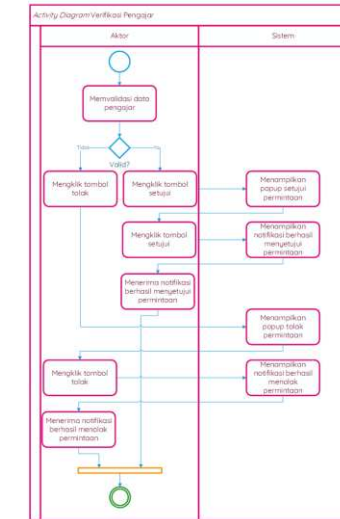 Activity Diagram Verifikasi Pengajar
Aktor
Sistem
Memvalidasi data
pengajar
Tidak
Ya
Valid?
Mengklik tombol
tolak
Mengklik tombol
setujui
Menampilkan
popup setujui
permintaan
Mengklik tombol
setujui
Menampilkan
notifikasi berhasil
menyetujui
permintaan
Menerima notifikasi
berhasil menyetujui
permintaan
Menampilkan
popup tolak
permintaan
Mengklik tombol
tolak
Menampilkan
notifikasi berhasil
menolak
permintaan
Menerima notifikasi
berhasil menolak
permintaan